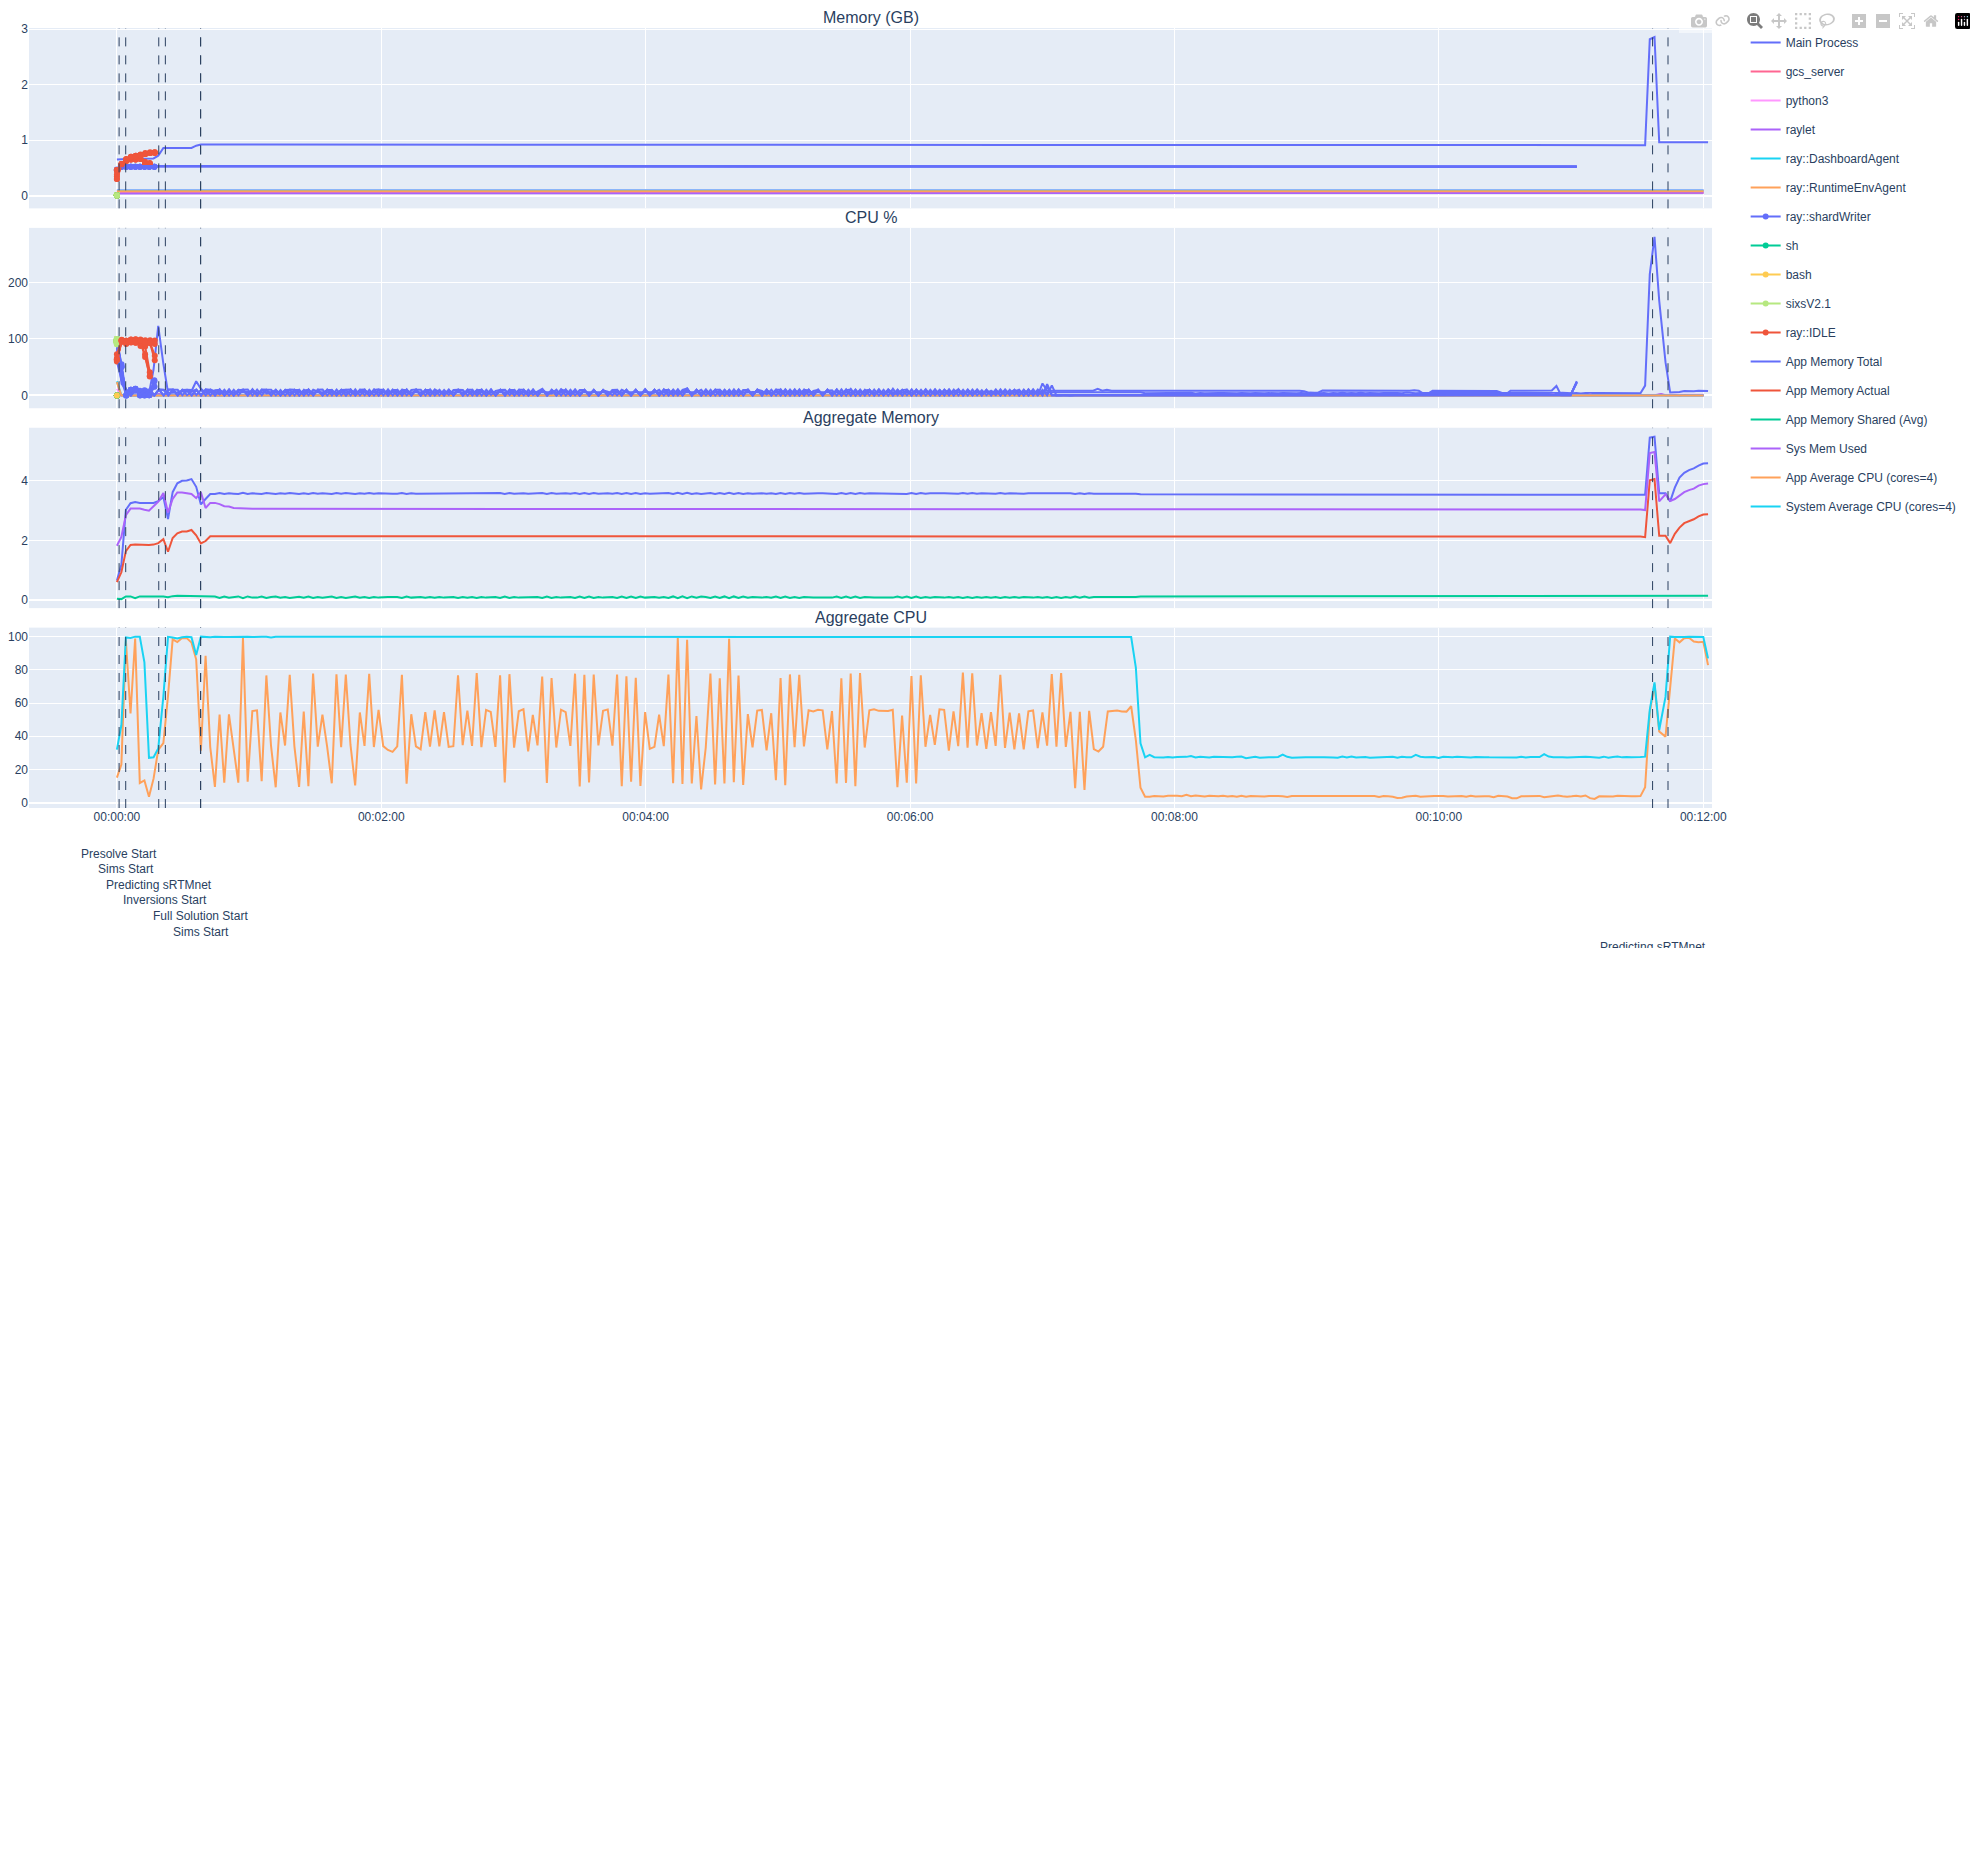 Memory (GB)
3
2
1
0
CPU %
200
100
0
Aggregate Memory
4
2
0
Aggregate CPU
100
80
60
40
20
0
00:00:00
00:02:00
00:04:00
00:06:00
00:08:00
00:10:00
00:12:00
Presolve Start
Sims Start
Predicting sRTMnet
Inversions Start
Full Solution Start
Sims Start
Predicting sRTMnet
Main Process
gcs_server
python3
raylet
ray::DashboardAgent
ray::RuntimeEnvAgent
ray::shardWriter
sh
bash
sixsV2.1
ray::IDLE
App Memory Total
App Memory Actual
App Memory Shared (Avg)
Sys Mem Used
App Average CPU (cores=4)
System Average CPU (cores=4)